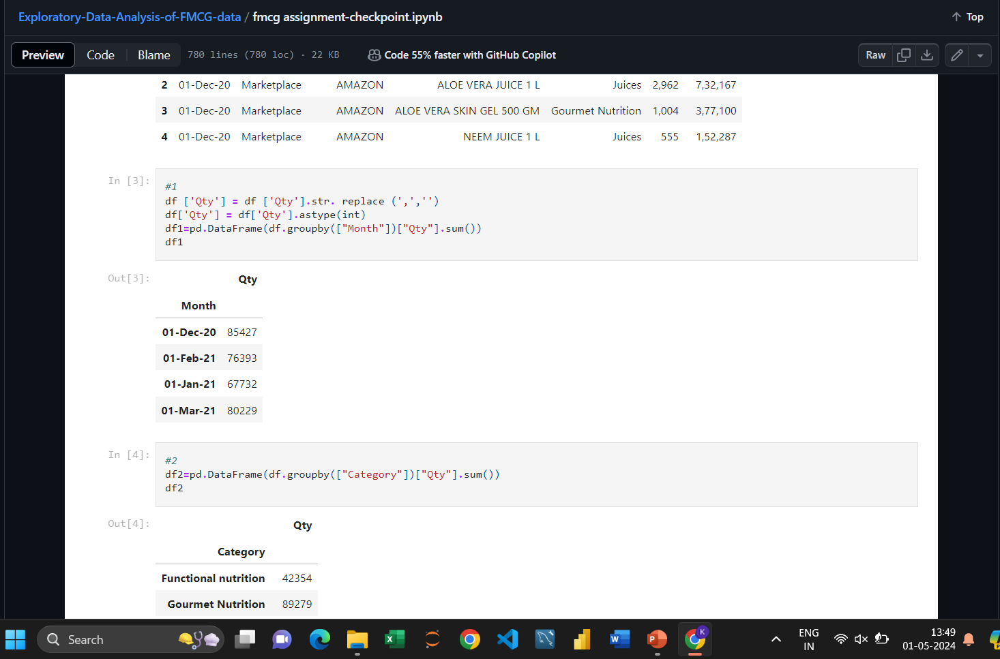 Exploratory-Data-Analysis-of-FMCG-data / fmcg assignment-checkpoint.ipynb
Top
Preview Code Blame 780 lines (780 loc) · 22 KB Code 55% faster with GitHub Copilot Raw
2 01-Dec-20 Marketplace AMAZON ALOE VERA JUICE 1 L Juices 2,962 7,32,167
3 01-Dec-20 Marketplace AMAZON ALOE VERA SKIN GEL 500 GM Gourmet Nutrition 1,004 3,77,100
4 01-Dec-20 Marketplace AMAZON NEEM JUICE 1 L Juices 555 1,52,287
In [3]:
#1
df ['Qty'] = df ['Qty'].str. replace (',','')
df['Qty'] = df['Qty'].astype(int)
df1=pd.DataFrame(df.groupby(["Month"])["Qty"].sum())
df1
Out[3]:
Qty
Month
01-Dec-20 85427
01-Feb-21 76393
01-Jan-21 67732
01-Mar-21 80229
In [4]:
#2
df2=pd.DataFrame(df.groupby(["Category"])["Qty"].sum())
df2
Out[4]:
Qty
Category
Functional nutrition 42354
Gourmet Nutrition 89279
Search
ENG
IN
13:49
01-05-2024